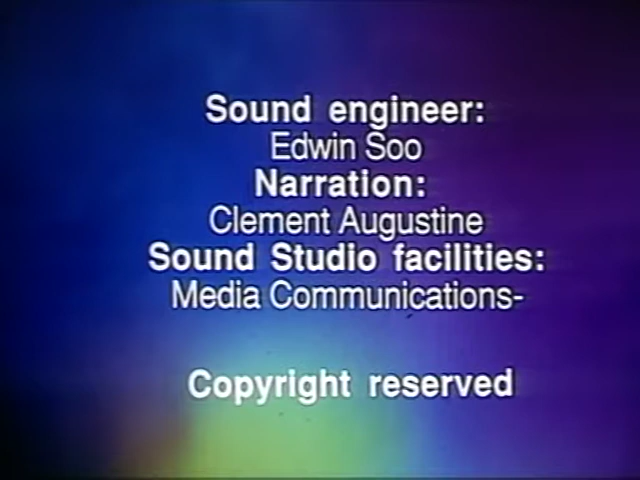 Sound engineer:
Edwin Soo
Narration:
Clement Augustine
Sound Studio facilities:
Media Communications-
Copyright reserved